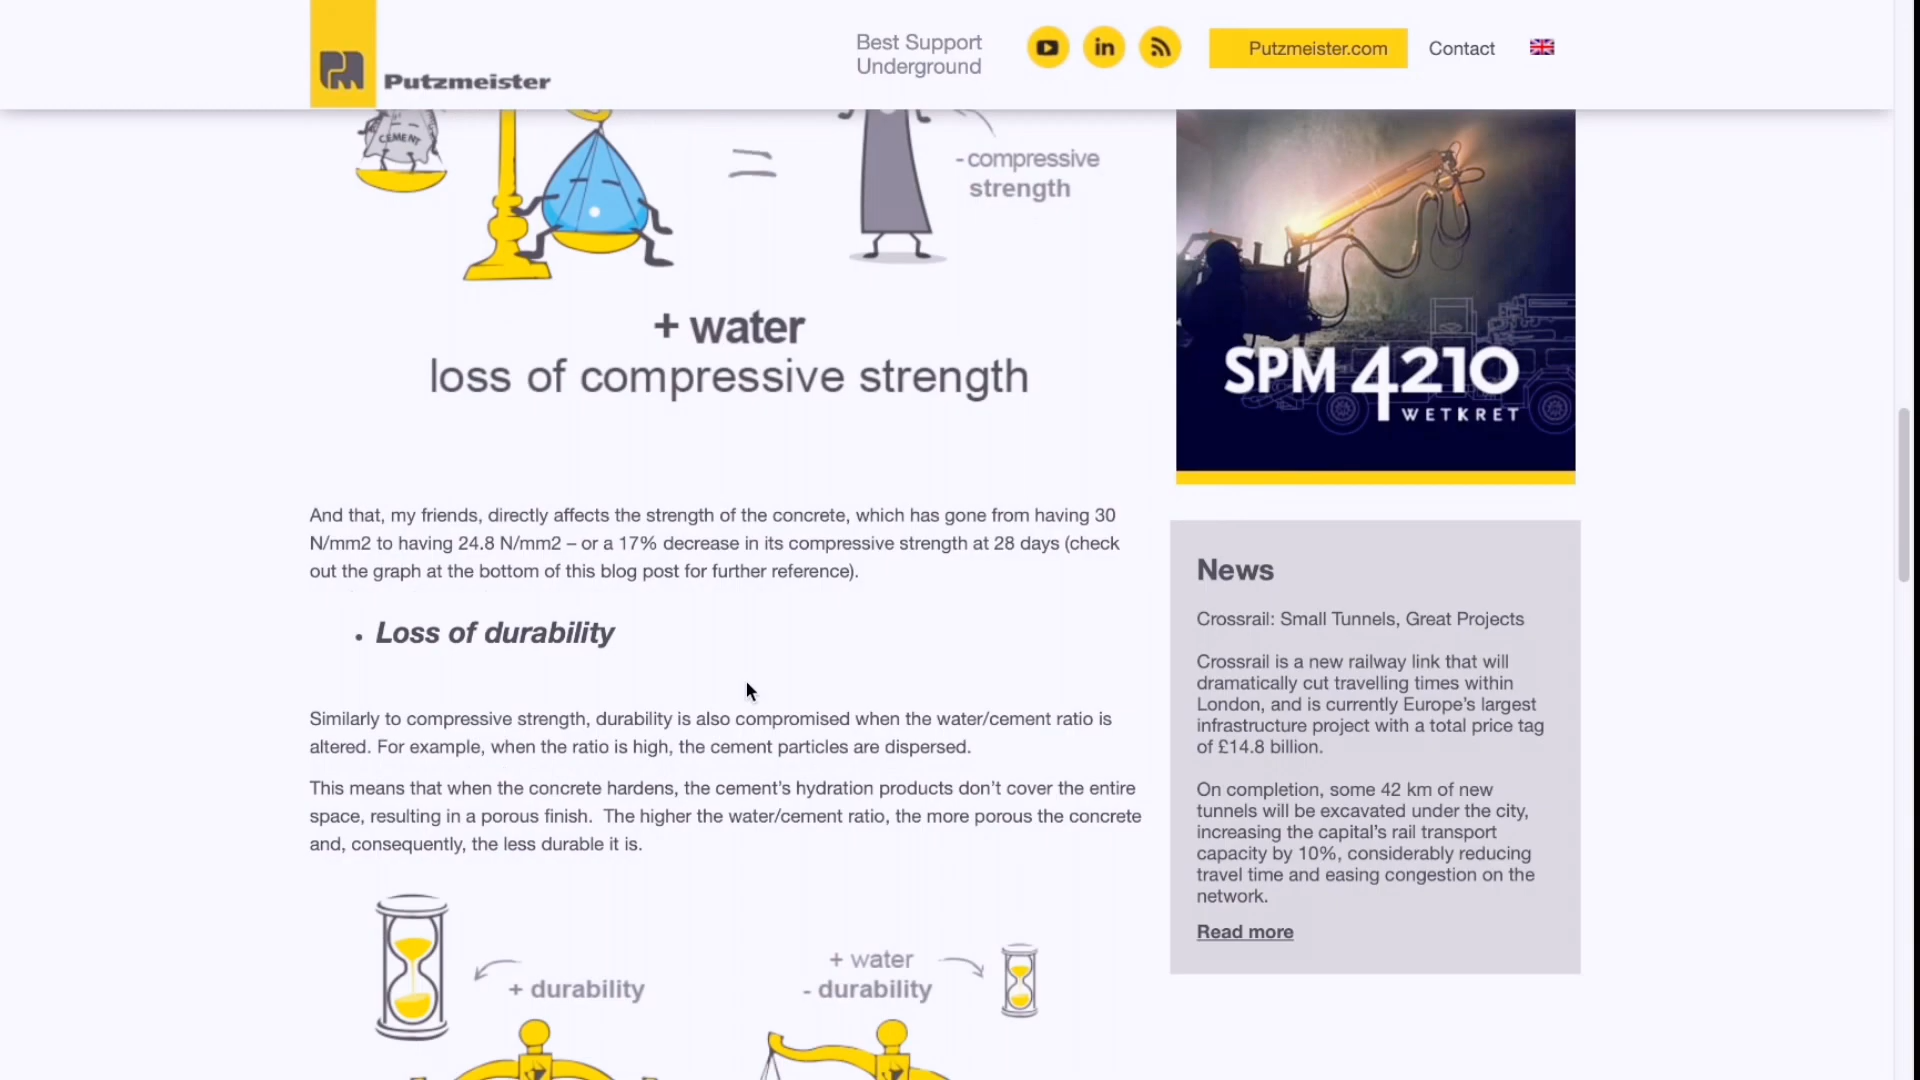 Putzmeister
Best Support
Underground
Putzmeister.com
Contact
CEMENT
- compressive
strength
+ water
loss of compressive strength
And that, my friends, directly affects the strength of the concrete, which has gone from having 30
N/mm2 to having 24.8 N/mm2 – or a 17% decrease in its compressive strength at 28 days (check
out the graph at the bottom of this blog post for further reference).
• Loss of durability
Similarly to compressive strength, durability is also compromised when the water/cement ratio is
altered. For example, when the ratio is high, the cement particles are dispersed.
This means that when the concrete hardens, the cement’s hydration products don’t cover the entire
space, resulting in a porous finish.  The higher the water/cement ratio, the more porous the concrete
and, consequently, the less durable it is.
+ durability
+ water
- durability
SPM 4210
WETKRET
News
Crossrail: Small Tunnels, Great Projects
Crossrail is a new railway link that will
dramatically cut travelling times within
London, and is currently Europe’s largest
infrastructure project with a total price tag
of £14.8 billion.
On completion, some 42 km of new
tunnels will be excavated under the city,
increasing the capital’s rail transport
capacity by 10%, considerably reducing
travel time and easing congestion on the
network.
Read more